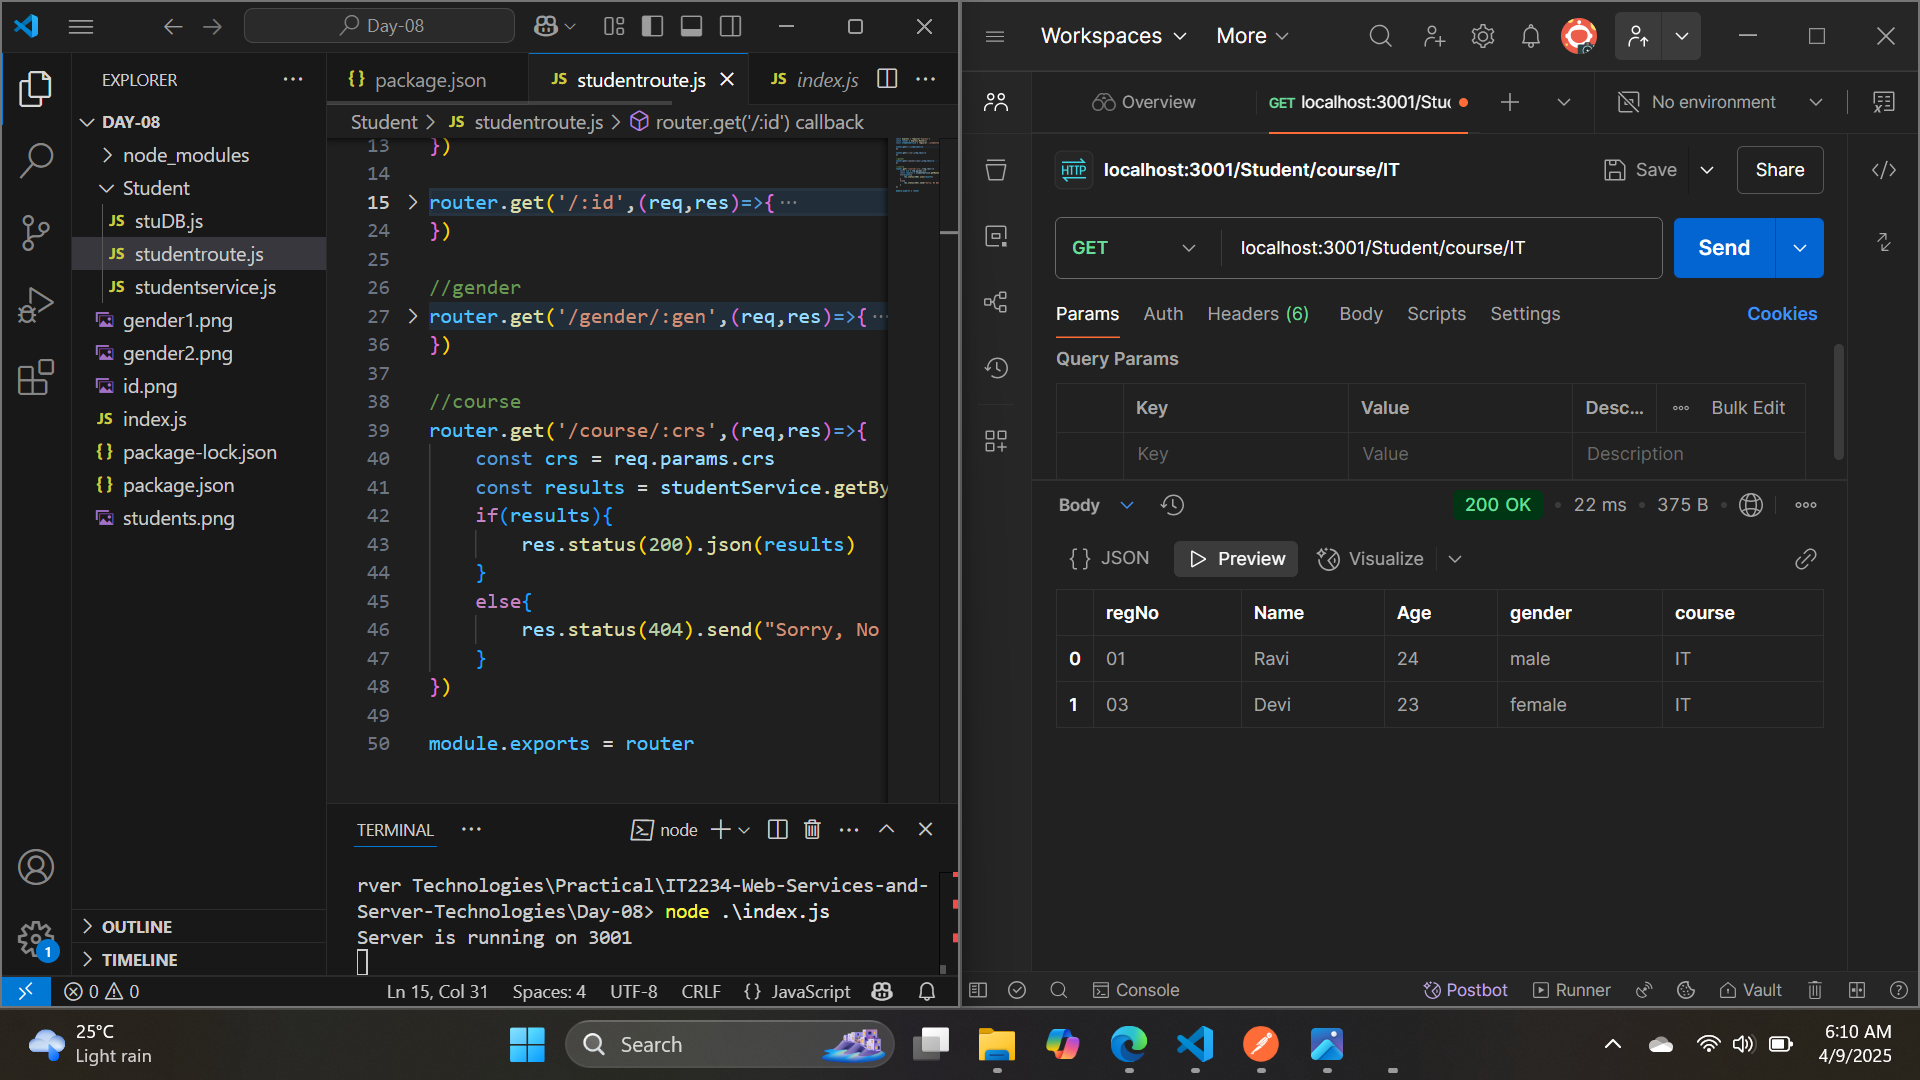 Day-08
EXPLORER
DAY-08
node_modules
Student
JS stuDB.js
JS studentroute.js
JS studentservice.js
gender1.png
gender2.png
id.png
JS index.js
{} package-lock.json
{} package.json
students.png
OUTLINE
TIMELINE
1
{} package.json
JS studentroute.js
JS index.js
Student > JS studentroute.js > router.get('/:id') callback
13 })
14
15 router.get('/:id',(req,res)=>{ ···
24 })
25
26 //gender
27 router.get('/gender/:gen',(req,res)=>{ ···
36 })
37
38 //course
39 router.get('/course/:crs',(req,res)=>{
40 const crs = req.params.crs
41 const results = studentService.getBy
42 if(results){
43 res.status(200).json(results)
44 }
45 else{
46 res.status(404).send("Sorry, No
47 }
48 })
49
50 module.exports = router
TERMINAL
node
rver Technologies\Practical\IT2234-Web-Services-and-
Server-Technologies\Day-08> node .\index.js
Server is running on 3001
0 0
Ln 15, Col 31 Spaces: 4 UTF-8 CRLF {} JavaScript
Workspaces More
Overview
GET localhost:3001/Stu
No environment
HTTP localhost:3001/Student/course/IT
Save
Share
GET localhost:3001/Student/course/IT
Send
Params Auth Headers (6) Body Scripts Settings Cookies
Query Params
Key Value Desc... Bulk Edit
Key Value Description
Body
200 OK • 22 ms • 375 B
{} JSON Preview Visualize
regNo Name Age gender course
0 01 Ravi 24 male IT
1 03 Devi 23 female IT
Console
Postbot Runner Vault
25°C
Light rain
Search
6:10 AM
4/9/2025